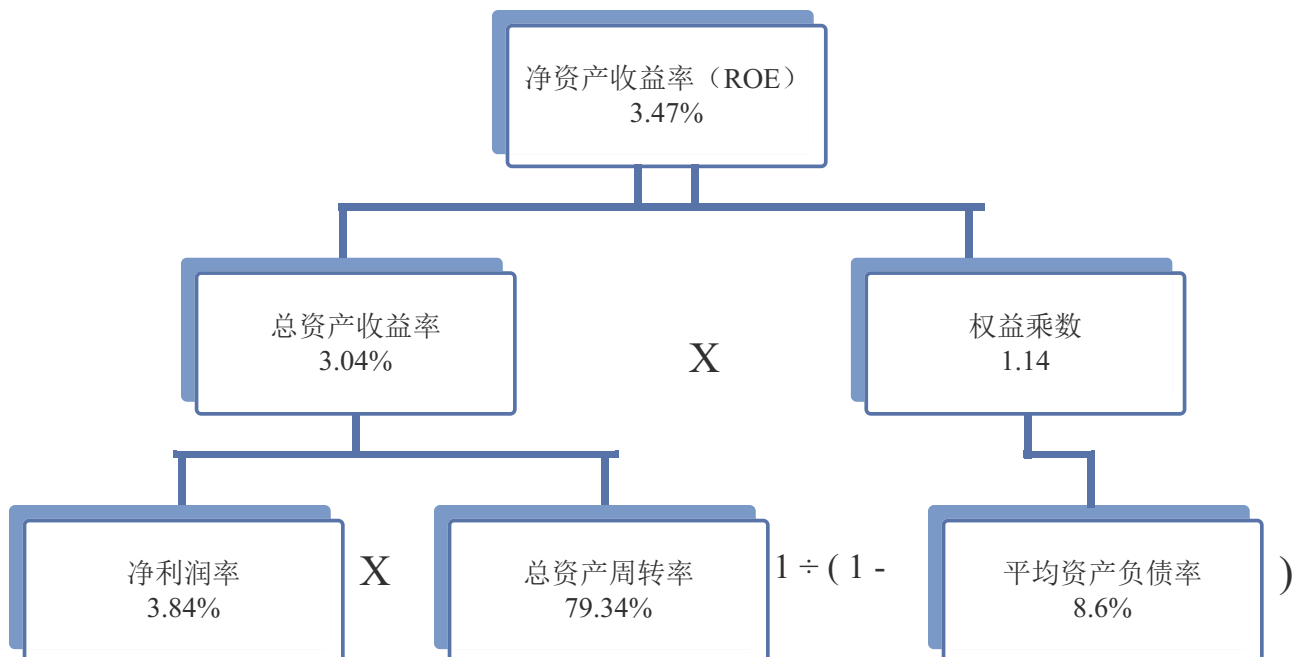 净资产收益率（ROE）
3.47%
总资产收益率
3.04%
X
权益乘数
1.14
净利润率
3.84%
X
总资产周转率
79.34%
1 ÷ ( 1 -
平均资产负债率
8.6%
)